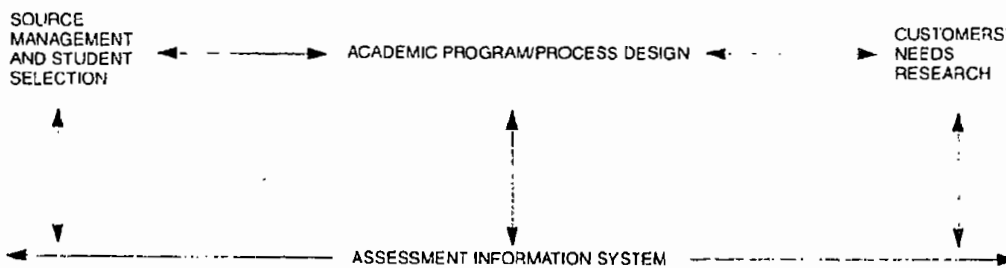 SOURCE
MANAGEMENT
AND STUDENT
SELECTION
ACADEMIC PROGRAM/PROCESS DESIGN
CUSTOMERS
NEEDS
RESEARCH
ASSESSMENT INFORMATION SYSTEM